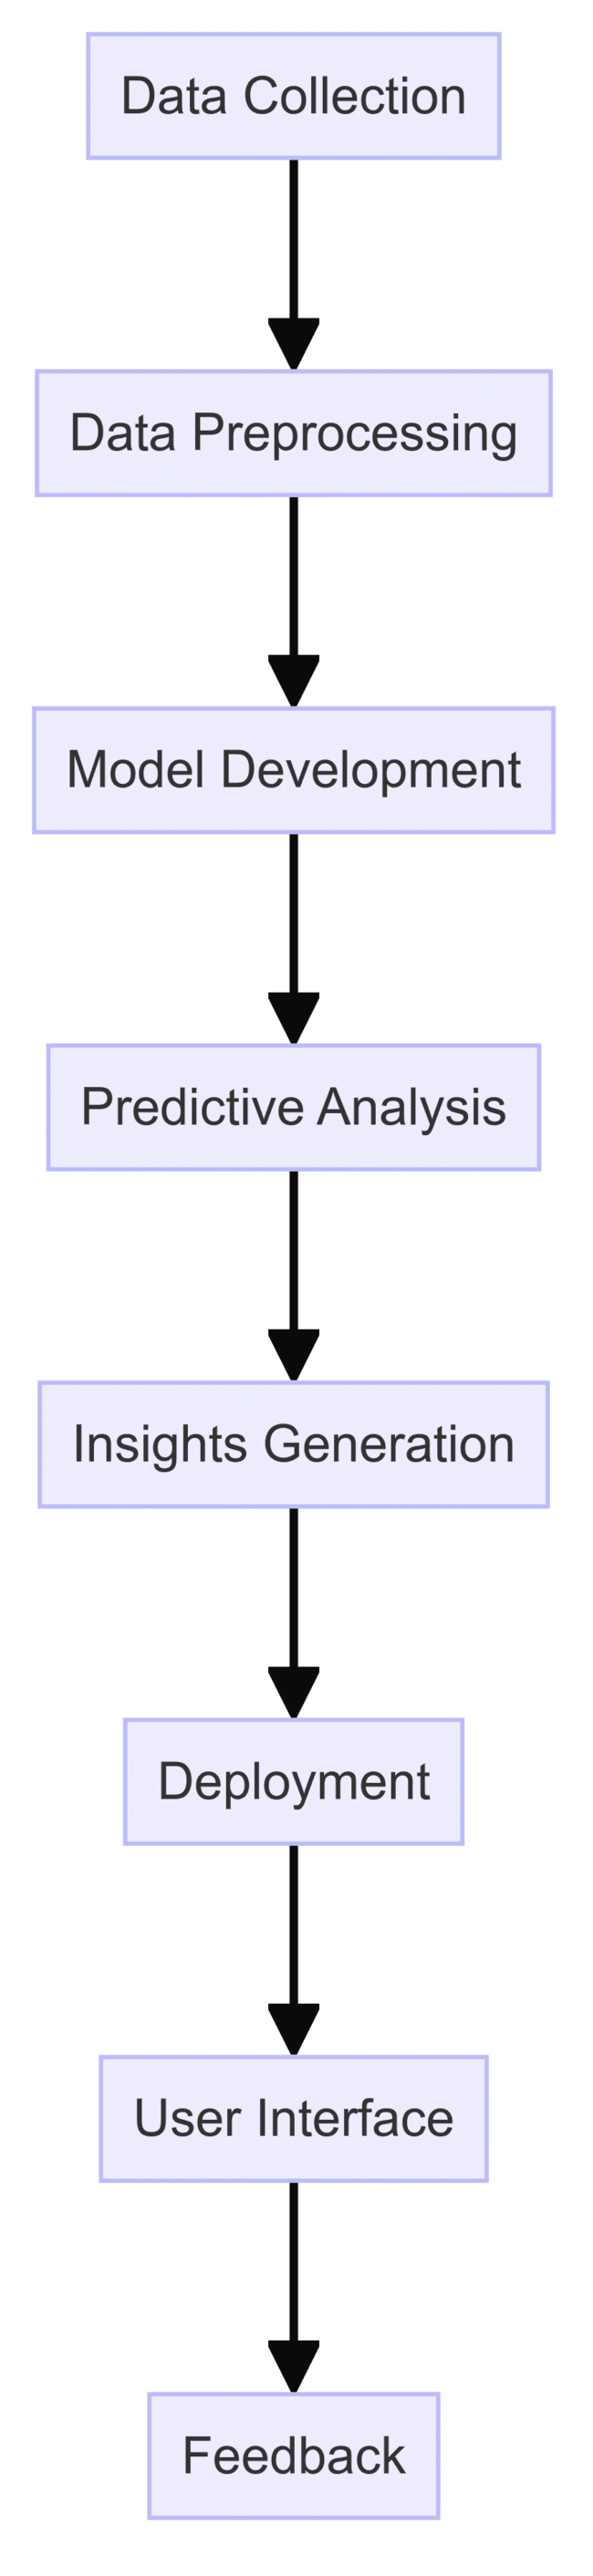 Data Collection
Data Preprocessing
Model Development
Predictive Analysis
Insights Generation
Deployment
User Interface
Feedback